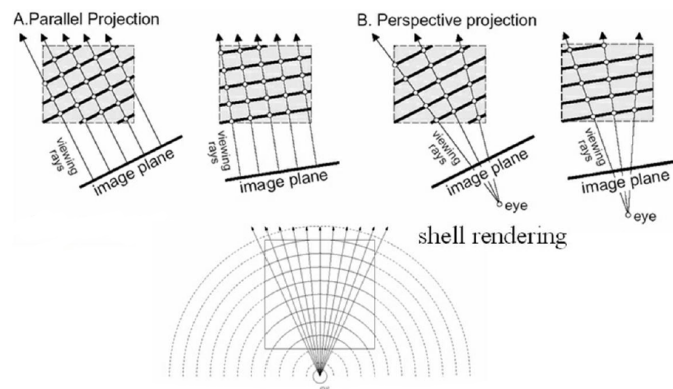 A.Parallel Projection
B. Perspective projection
viewing
rays
image plane
viewing
rays
image plane
viewing
rays
image plane
eye
viewing
rays
image plane
eye
shell rendering